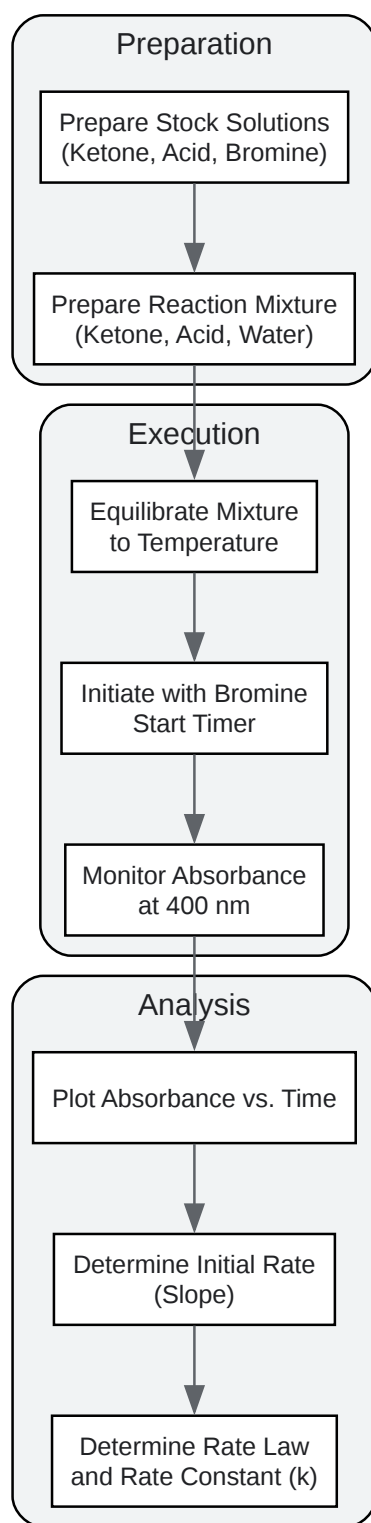 Preparation
Prepare Stock Solutions
(Ketone, Acid, Bromine)
Prepare Reaction Mixture
(Ketone, Acid, Water)
Execution
Equilibrate Mixture
to Temperature
Initiate with Bromine
Start Timer
Monitor Absorbance
at 400 nm
Analysis
Plot Absorbance vs. Time
Determine Initial Rate
(Slope)
Determine Rate Law
and Rate Constant (k)